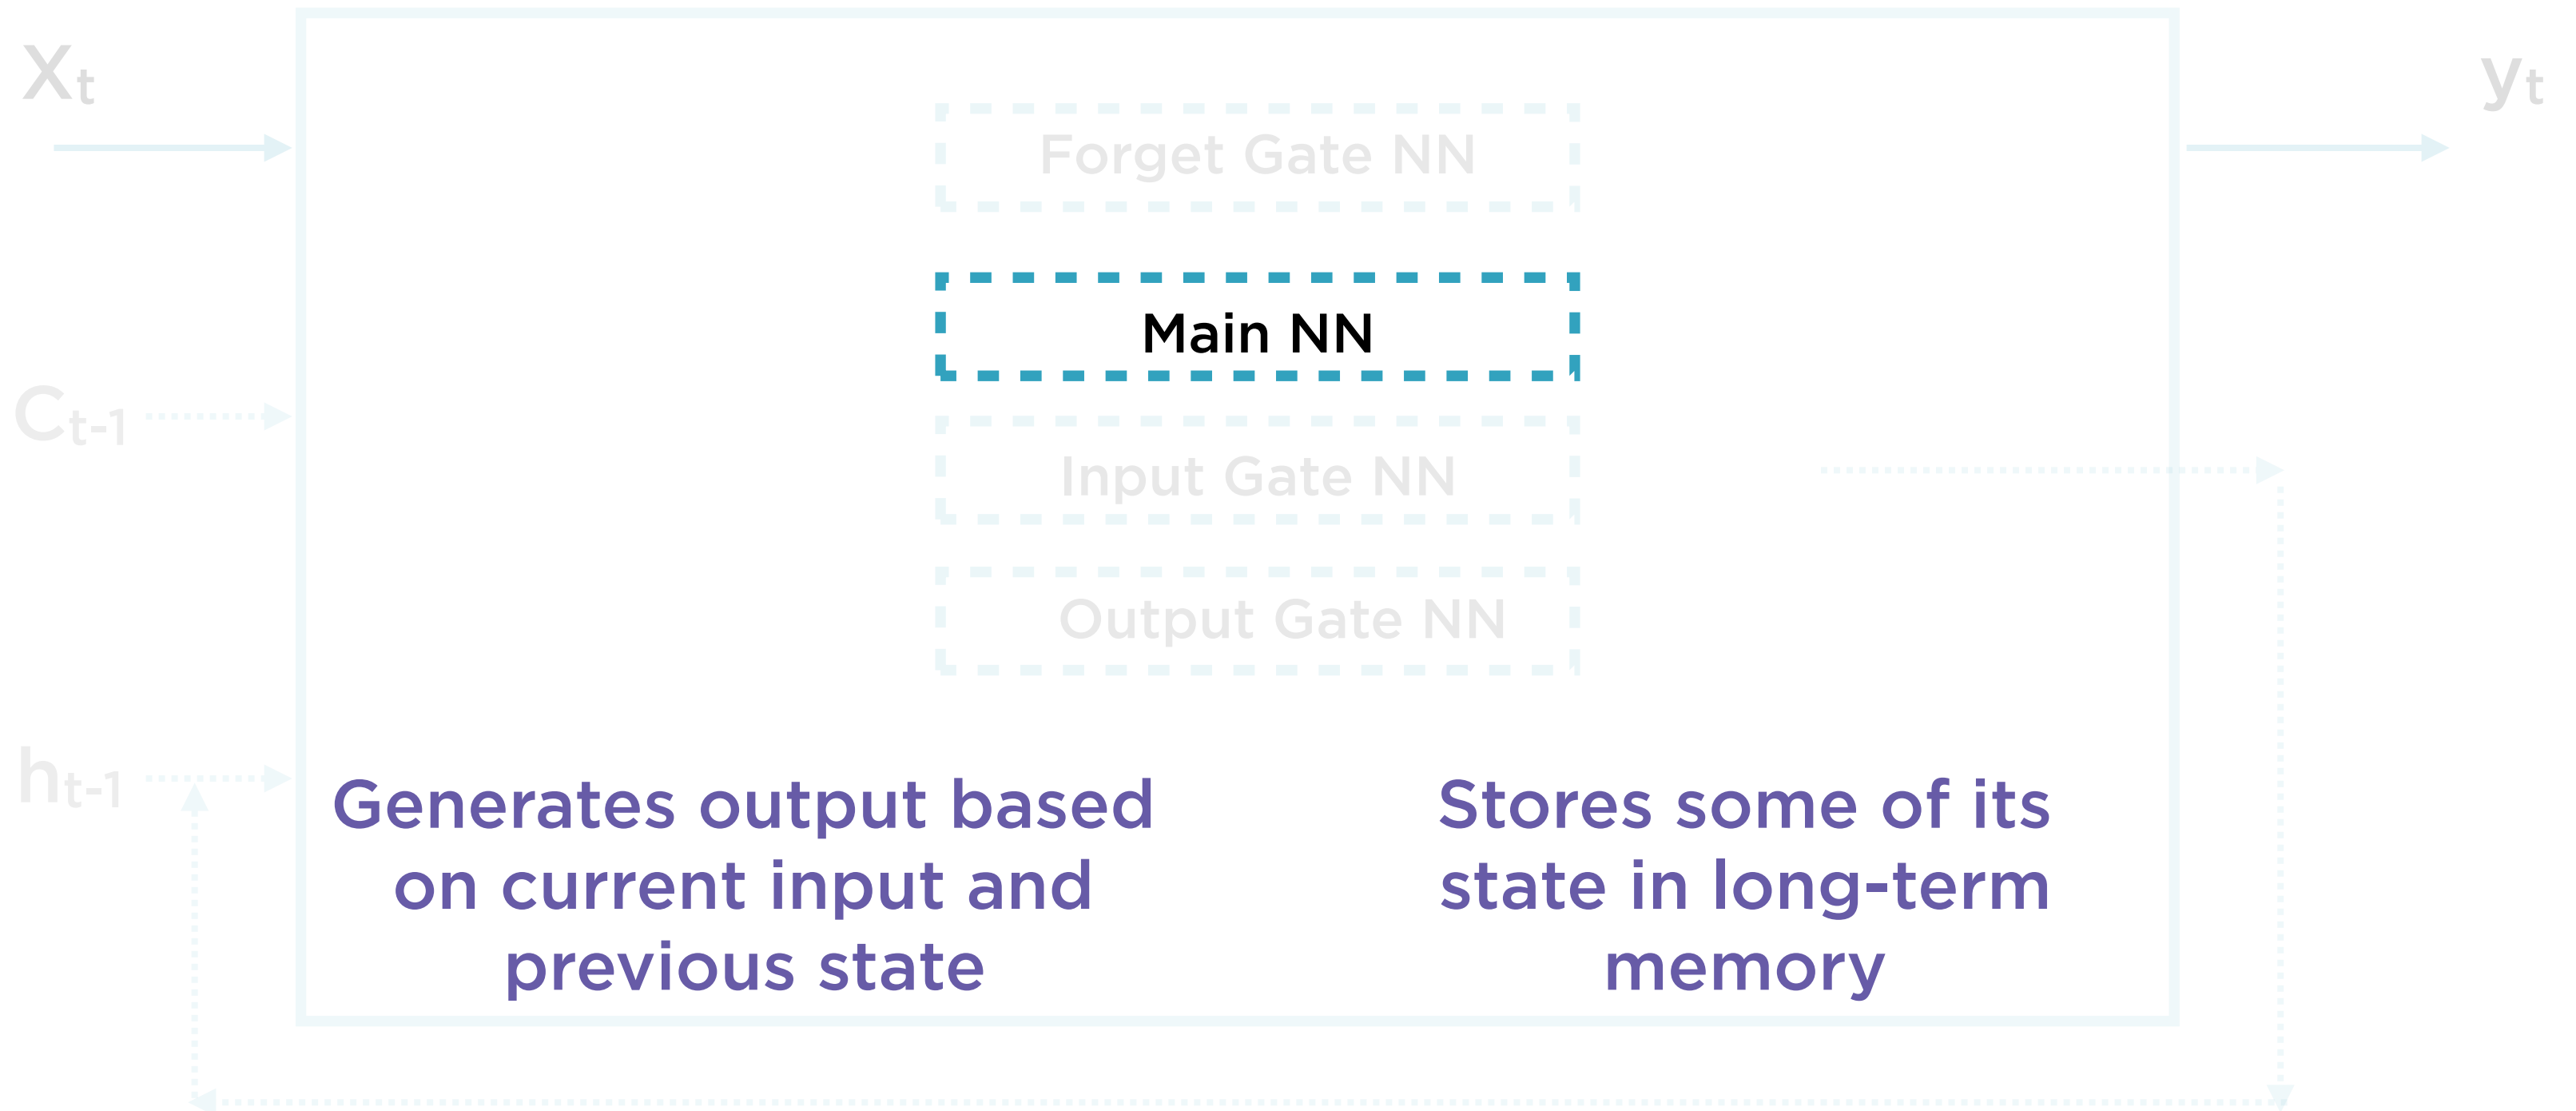 Xt
yt
Forget Gate NN
Main NN
Ct-1
Input Gate NN
Output Gate NN
ht-1
Generates output based
on current input and
previous state
Stores some of its
state in long-term
memory